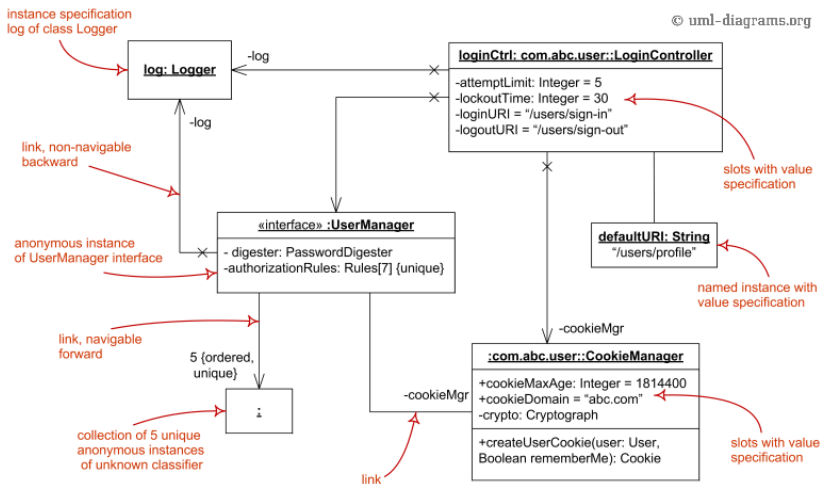 instance specification
log of class Logger
© uml-diagrams.org
log: Logger
-log
loginCtrl: com.abc.user::LoginController
-attemptLimit: Integer = 5
-lockoutTime: Integer = 30
-loginURI = “/users/sign-in”
-logoutURI = “/users/sign-out”
-log
link, non-navigable
backward
slots with value
specification
«interface» :UserManager
- digester: PasswordDigester
-authorizationRules: Rules[7] {unique}
anonymous instance
of UserManager interface
defaultURI: String
“/users/profile”
named instance with
value specification
link, navigable
forward
-cookieMgr
5 {ordered,
unique}
:
collection of 5 unique
anonymous instances
of unknown classifier
-cookieMgr
link
:com.abc.user::CookieManager
+cookieMaxAge: Integer = 1814400
+cookieDomain = “abc.com”
-crypto: Cryptograph
+createUserCookie(user: User,
Boolean rememberMe): Cookie
slots with value
specification